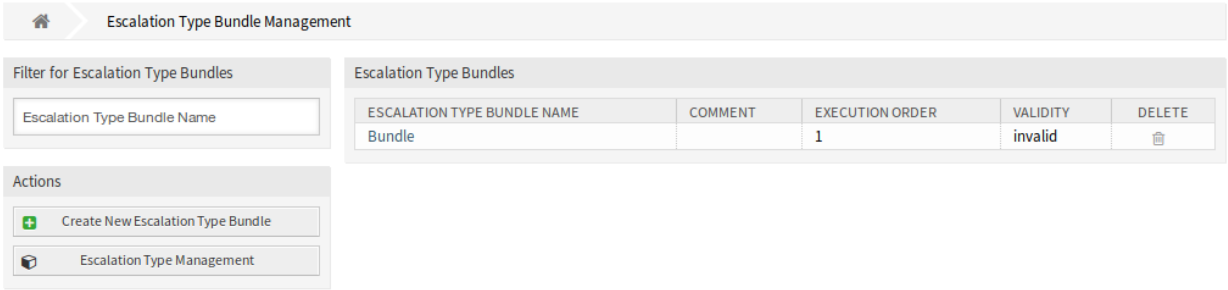 Escalation Type Bundle Management
Filter for Escalation Type Bundles
Escalation Type Bundle Name
Actions
Create New Escalation Type Bundle
Escalation Type Management
Escalation Type Bundles
ESCALATION TYPE BUNDLE NAME COMMENT EXECUTION ORDER VALIDITY DELETE
Bundle 1 invalid